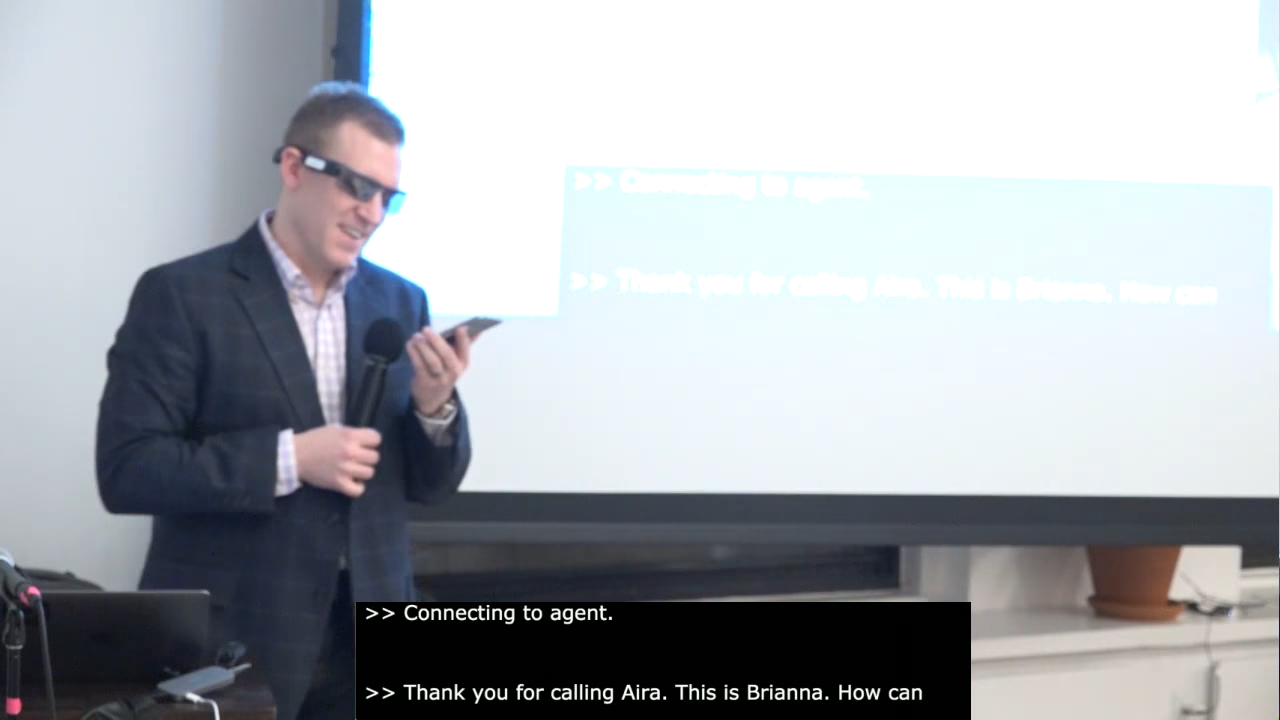 >> Connecting to agent.
>> Thank you for calling Aira. This is Brianna. How can
>> Connecting to agent.
>> Thank you for calling Aira. This is Brianna. How can